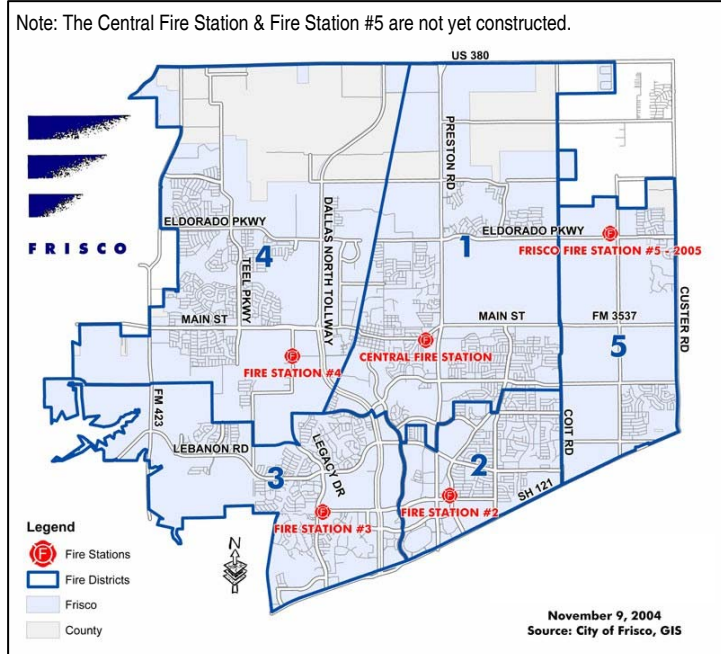 Note: The Central Fire Station & Fire Station #5 are not yet constructed.
US 380
PRESTON RD
FRISCO
ELDORADO PKWY
ELDORADO PKWY
DALLAS NORTH TOLLWAY
4
1
FRISCO FIRE STATION #5 - 2005
TEEL PKWY
CUSTER RD
MAIN ST
MAIN ST
FM 3537
CENTRAL FIRE STATION
5
FIRE STATION #4
FM 423
COIT RD
LEGACY DR
LEBANON RD
3
2
SH 121
FIRE STATION #2
FIRE STATION #3
Legend
F Fire Stations
Fire Districts
Frisco
County
N
November 9, 2004
Source: City of Frisco, GIS